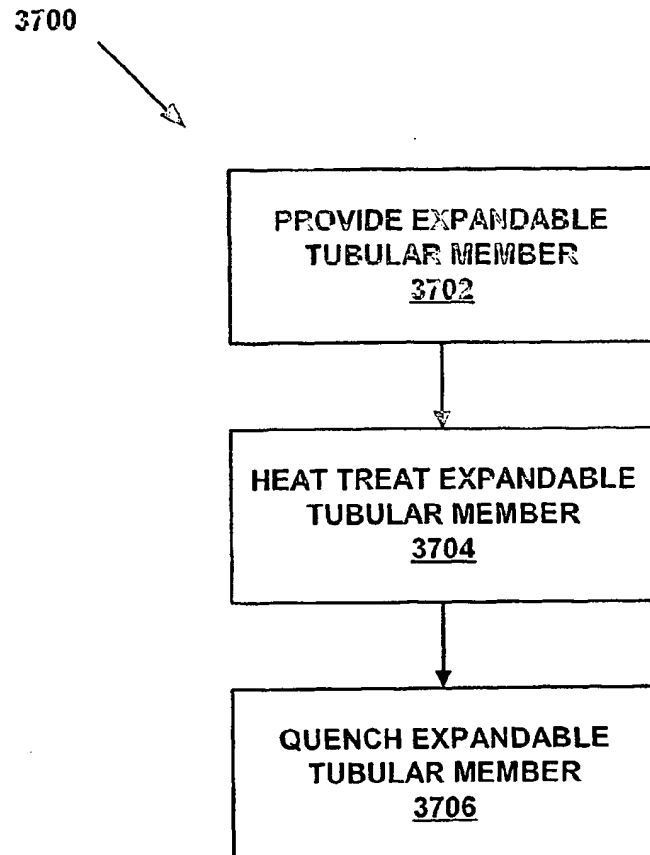 3700
PROVIDE EXPANDABLE
TUBULAR MEMBER
3702
HEAT TREAT EXPANDABLE
TUBULAR MEMBER
3704
QUENCH EXPANDABLE
TUBULAR MEMBER
3706